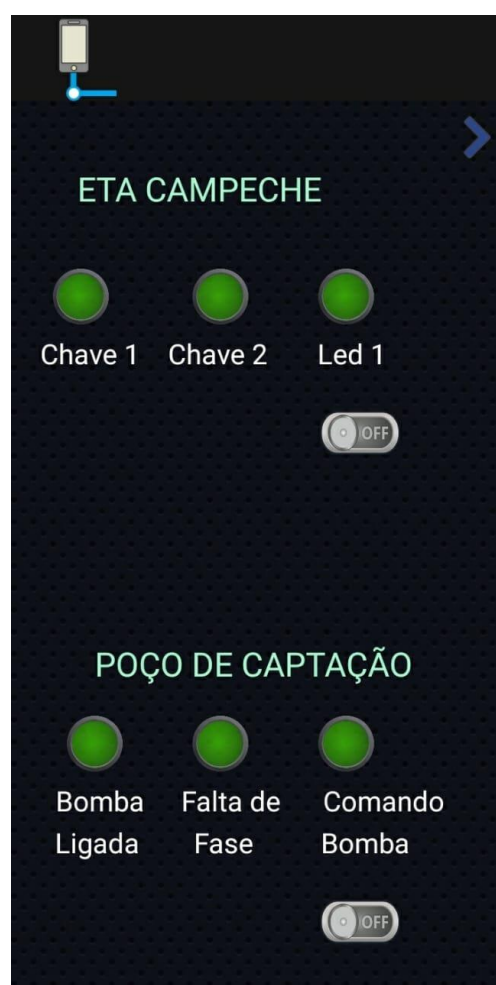 ETA CAMPECHE
Chave 1 Chave 2 Led 1
OFF
POÇO DE CAPTAÇÃO
Bomba Falta de Comando
Ligada Fase Bomba
OFF